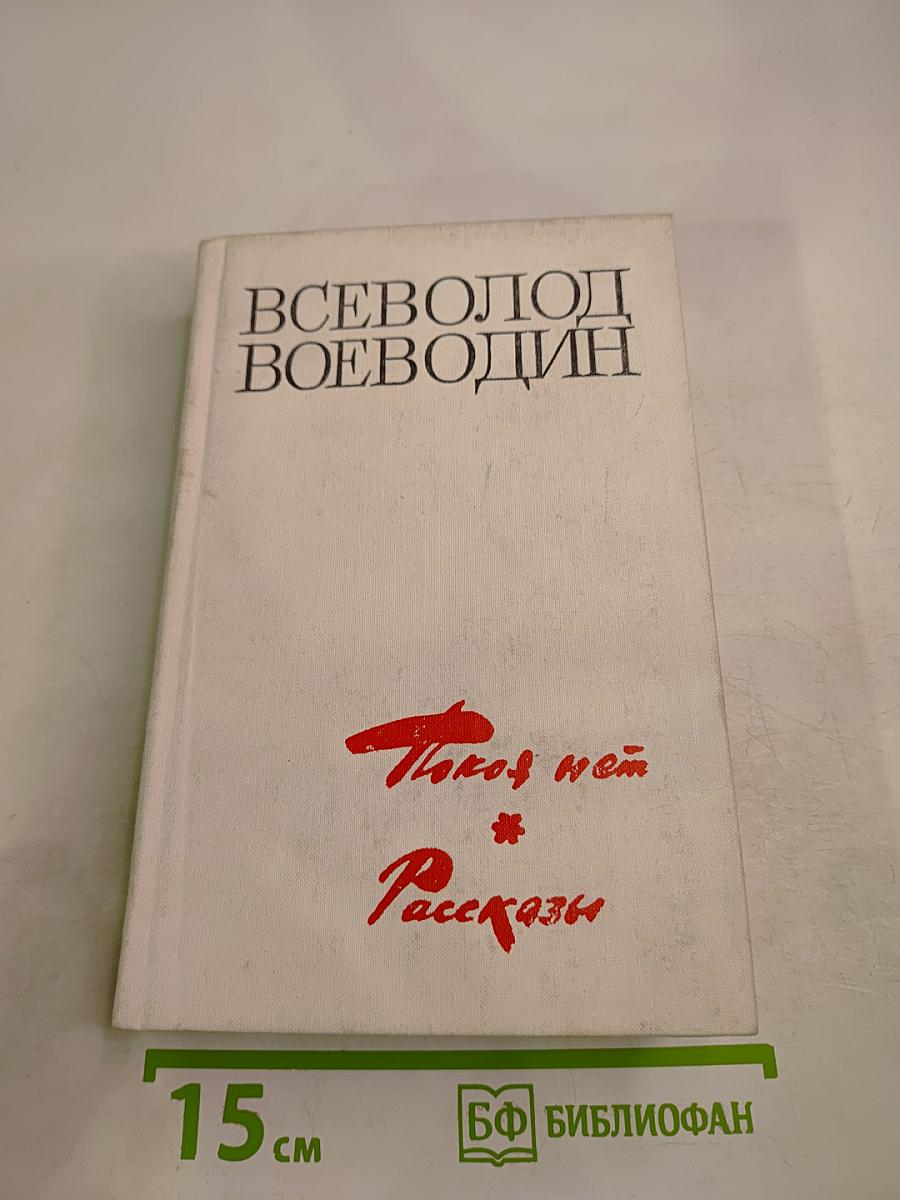 ВСЕВОЛОД
ВОЕВОДИН
Покоя нет
*
Рассказы
15 см
БФ БИБЛИОФАН